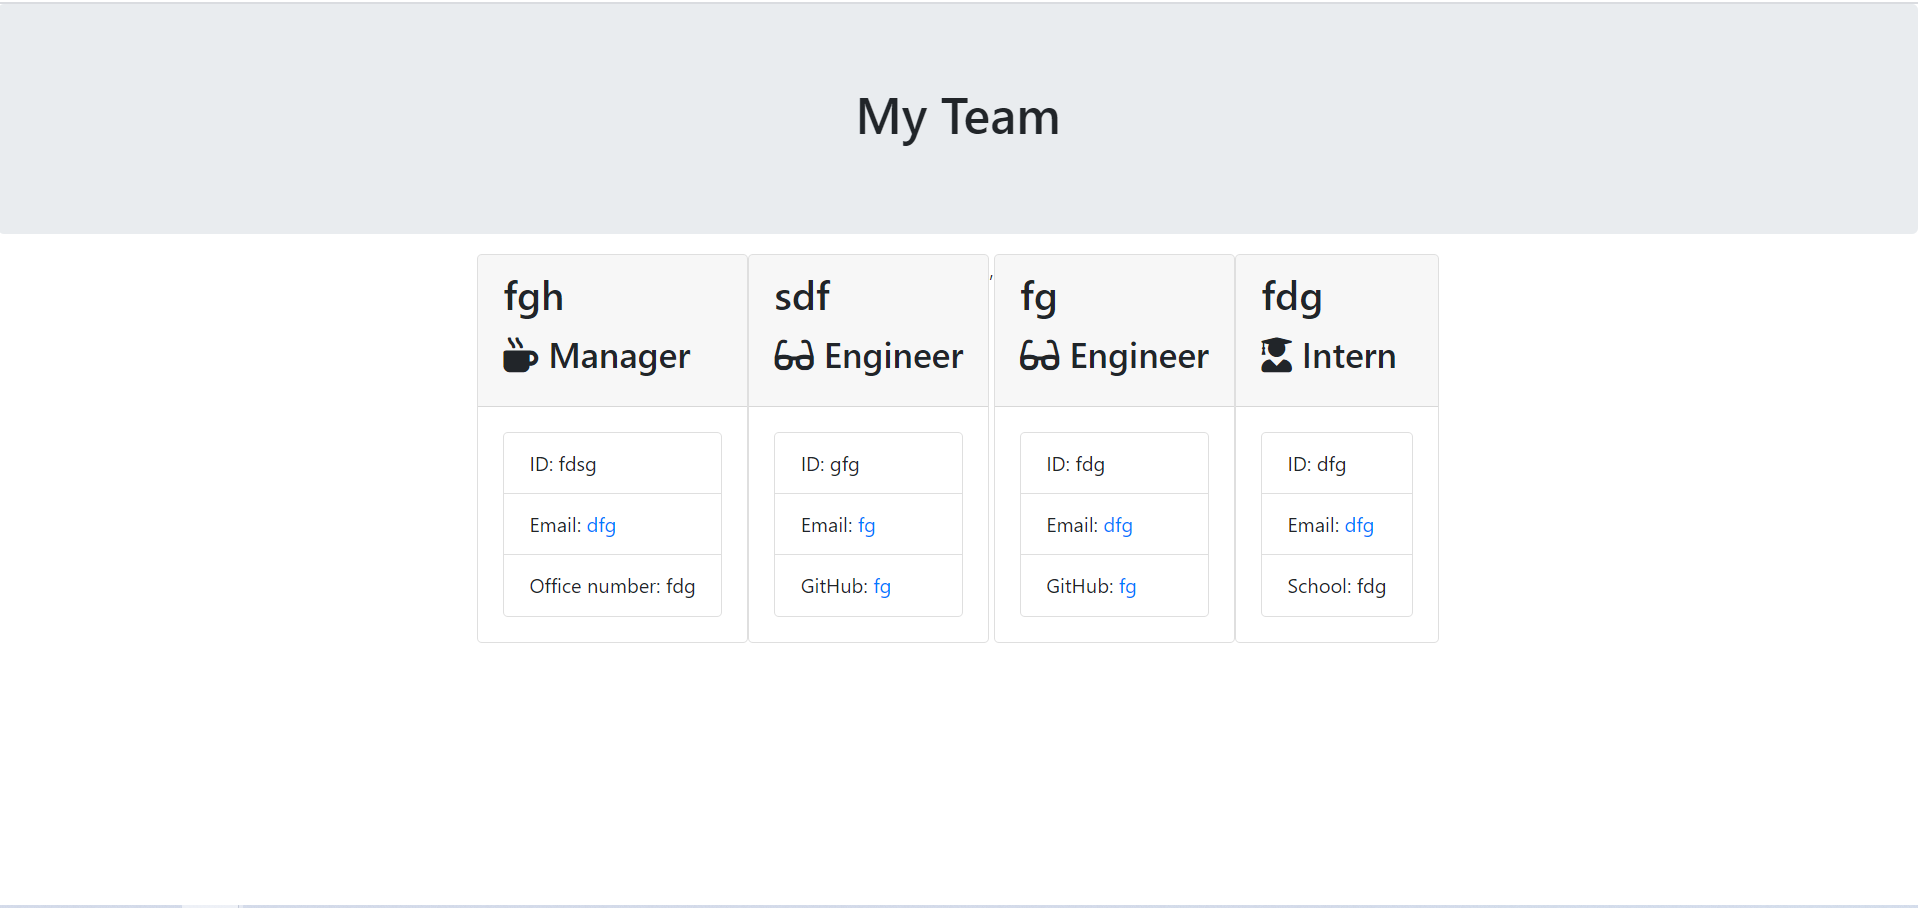 My Team
fgh
Manager
ID: fdsg
Email: dfg
Office number: fdg
sdf
Engineer
ID: gfg
Email: fg
GitHub: fg
,
fg
Engineer
ID: fdg
Email: dfg
GitHub: fg
fdg
Intern
ID: dfg
Email: dfg
School: fdg